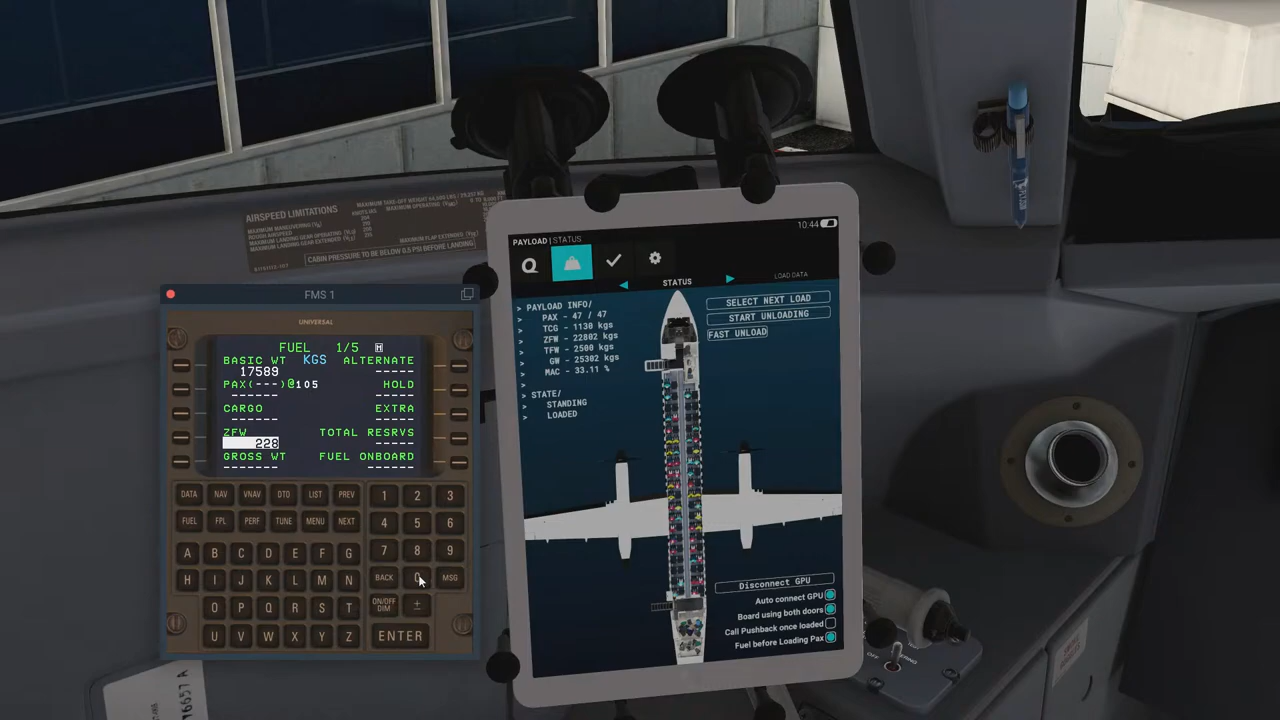 AIRSPEED LIMITATIONS
CABIN PRESSURE TO BE BELOW 0.5 PSI BEFORE LANDING
FMS 1
UNIVERSAL
FUEL 1/5 M
BASIC WT KGS ALTERNATE
17589 -----
PAX(---)@105 HOLD
------ -----
CARGO EXTRA
------ -----
ZFW TOTAL RESRVS
228 -----
GROSS WT FUEL ONBOARD
------ ------
DATA NAV VNAV DTO LIST PREV 1 2 3
FUEL FPL PERF TUNE MENU NEXT 4 5 6
A B C D E F G 7 8 9
H I J K L M N BACK 0 MSG
O P Q R S T ON/OFF DIM ±
U V W X Y Z ENTER
10:44
PAYLOAD | STATUS
Q
STATUS
LOAD DATA
> PAYLOAD INFO/
> PAX - 47 / 47
> TCG - 1130 kgs
> ZFW - 22802 kgs
> TFW - 2500 kgs
> GW - 25302 kgs
> MAC - 33.11 %
>
> STATE/
> STANDING
> LOADED
SELECT NEXT LOAD
START UNLOADING
FAST UNLOAD
Disconnect GPU
Auto connect GPU
Board using both doors
Call Pushback once loaded
Fuel before Loading Pax
OFF